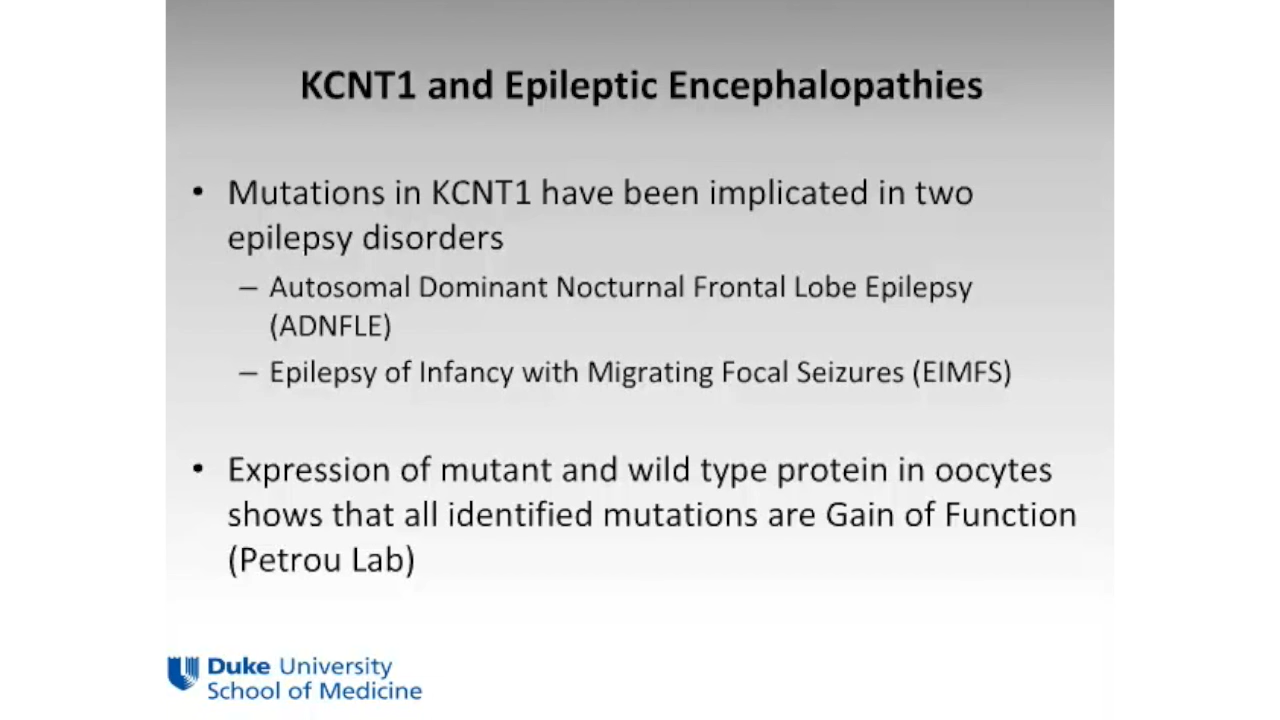 KCNT1 and Epileptic Encephalopathies
• Mutations in KCNT1 have been implicated in two
epilepsy disorders
– Autosomal Dominant Nocturnal Frontal Lobe Epilepsy
(ADNFLE)
– Epilepsy of Infancy with Migrating Focal Seizures (EIMFS)
• Expression of mutant and wild type protein in oocytes
shows that all identified mutations are Gain of Function
(Petrou Lab)
Duke University
School of Medicine